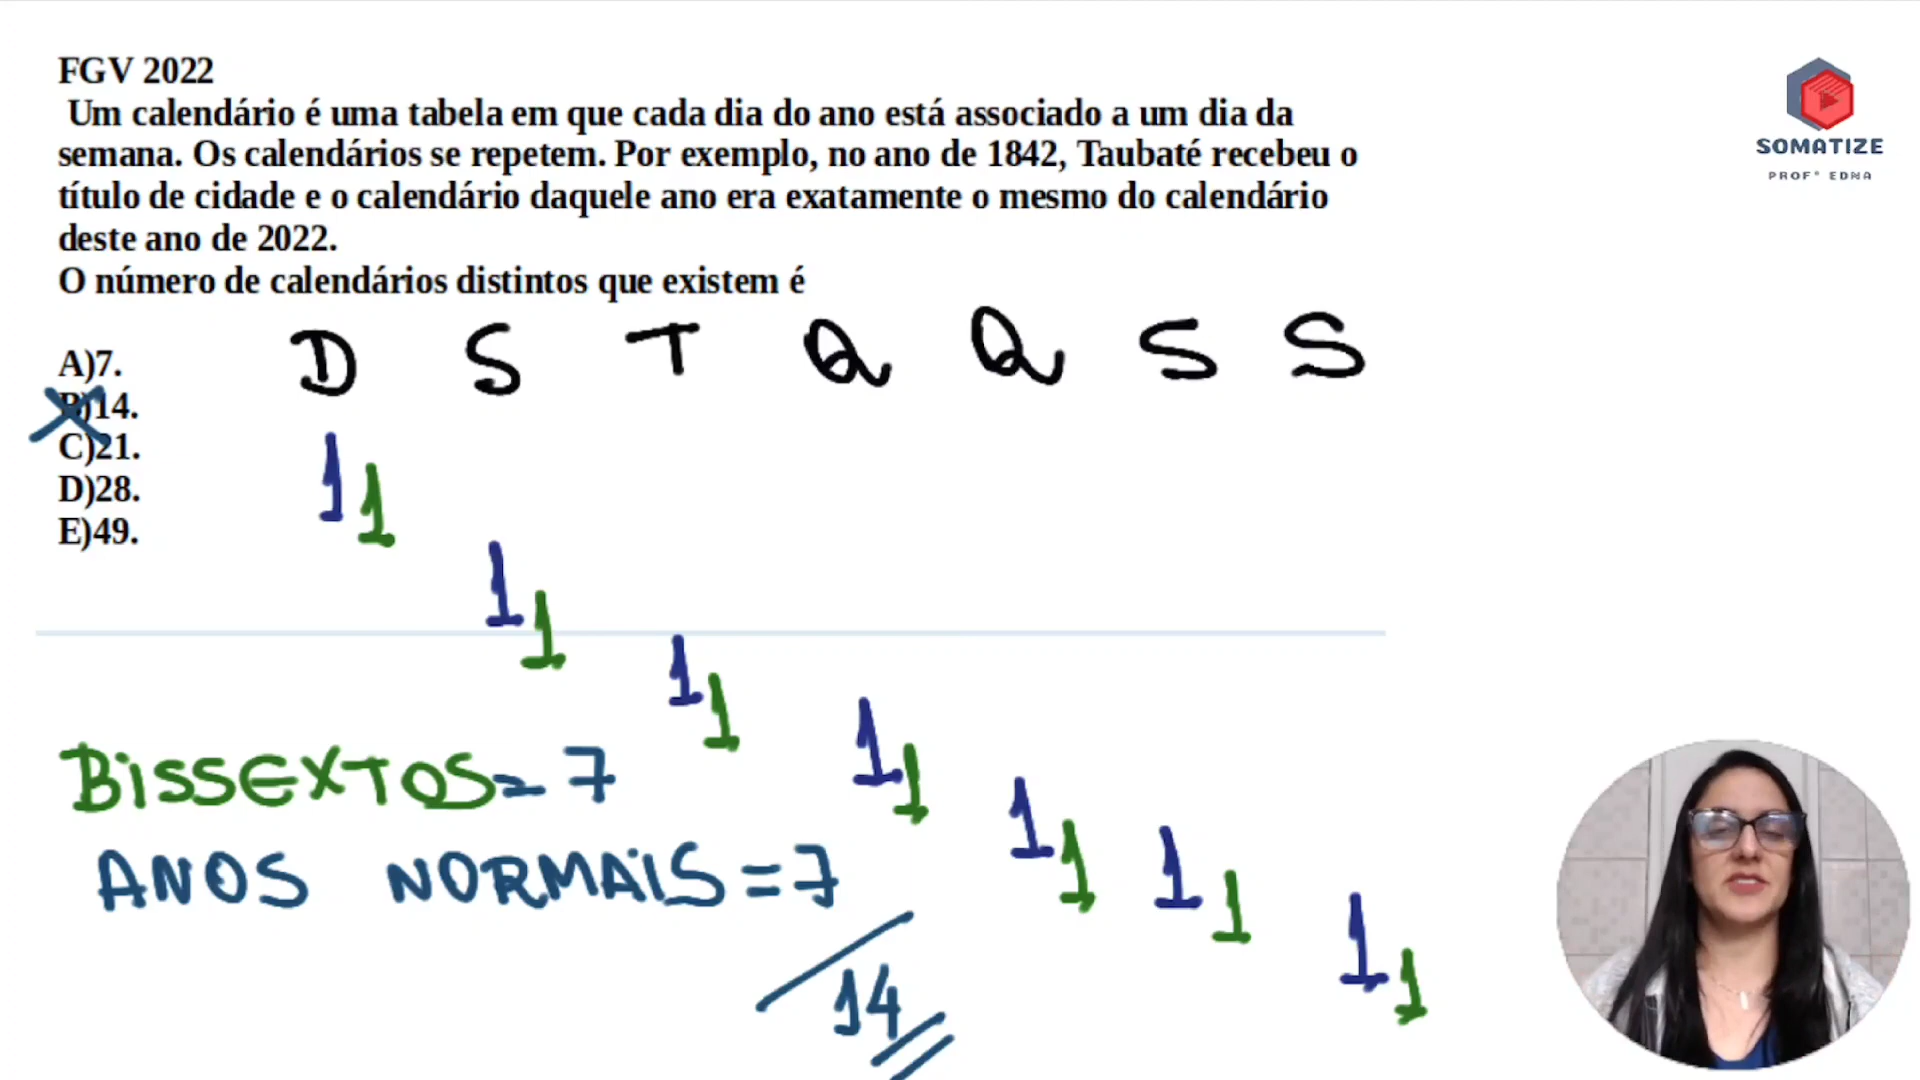 FGV 2022
Um calendário é uma tabela em que cada dia do ano está associado a um dia da
semana. Os calendários se repetem. Por exemplo, no ano de 1842, Taubaté recebeu o
título de cidade e o calendário daquele ano era exatamente o mesmo do calendário
deste ano de 2022.
O número de calendários distintos que existem é
SOMATIZE
PROFª EDNA
D S T Q Q S S
A)7.
B)14.
C)21.
D)28.
E)49.
1 1
1 1
1 1
1 1
1 1
1 1
1 1
BISSEXTOS = 7
ANOS NORMAIS = 7
14